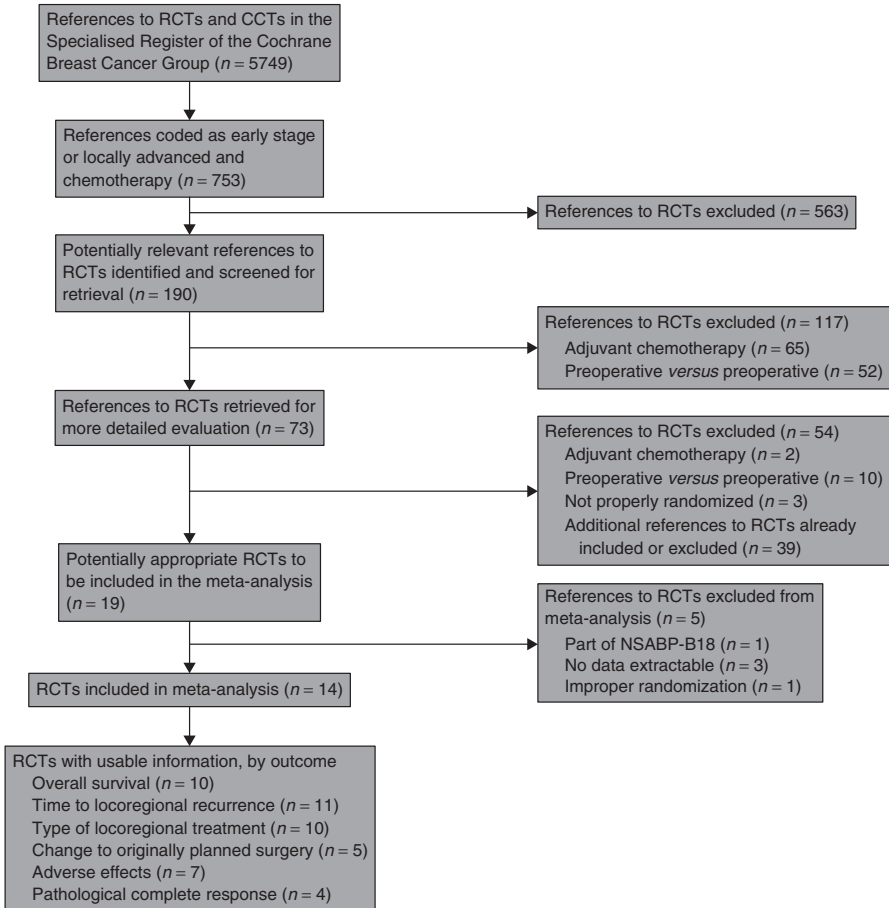 References to RCTs and CCTs in the
Specialised Register of the Cochrane
Breast Cancer Group (n = 5749)
References coded as early stage
or locally advanced and
chemotherapy (n = 753)
References to RCTs excluded (n = 563)
Potentially relevant references to
RCTs identified and screened for
retrieval (n = 190)
References to RCTs excluded (n = 117)
Adjuvant chemotherapy (n = 65)
Preoperative versus preoperative (n = 52)
References to RCTs retrieved for
more detailed evaluation (n = 73)
References to RCTs excluded (n = 54)
Adjuvant chemotherapy (n = 2)
Preoperative versus preoperative (n = 10)
Not properly randomized (n = 3)
Additional references to RCTs already
included or excluded (n = 39)
Potentially appropriate RCTs to
be included in the meta-analysis
(n = 19)
References to RCTs excluded from
meta-analysis (n = 5)
Part of NSABP-B18 (n = 1)
No data extractable (n = 3)
Improper randomization (n = 1)
RCTs included in meta-analysis (n = 14)
RCTs with usable information, by outcome
Overall survival (n = 10)
Time to locoregional recurrence (n = 11)
Type of locoregional treatment (n = 10)
Change to originally planned surgery (n = 5)
Adverse effects (n = 7)
Pathological complete response (n = 4)